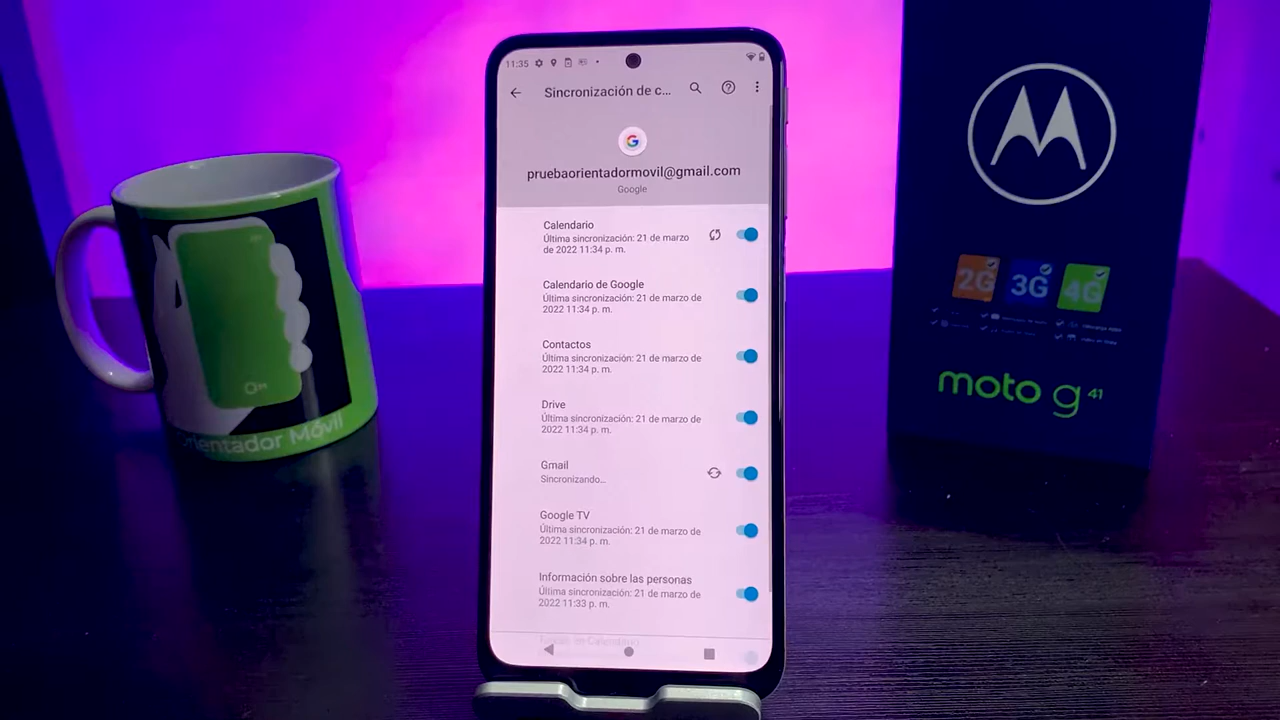 11:35
Sincronización de c...
pruebaorientadormovil@gmail.com
Google
Calendario
Última sincronización: 21 de marzo
de 2022 11:34 p. m.
Calendario de Google
Última sincronización: 21 de marzo de
2022 11:34 p. m.
Contactos
Última sincronización: 21 de marzo de
2022 11:34 p. m.
Drive
Última sincronización: 21 de marzo de
2022 11:34 p. m.
Gmail
Sincronizando...
Google TV
Última sincronización: 21 de marzo de
2022 11:34 p. m.
Información sobre las personas
Última sincronización: 21 de marzo de
2022 11:33 p. m.
Orientador Móvil
2G 3G 4G
moto g 41